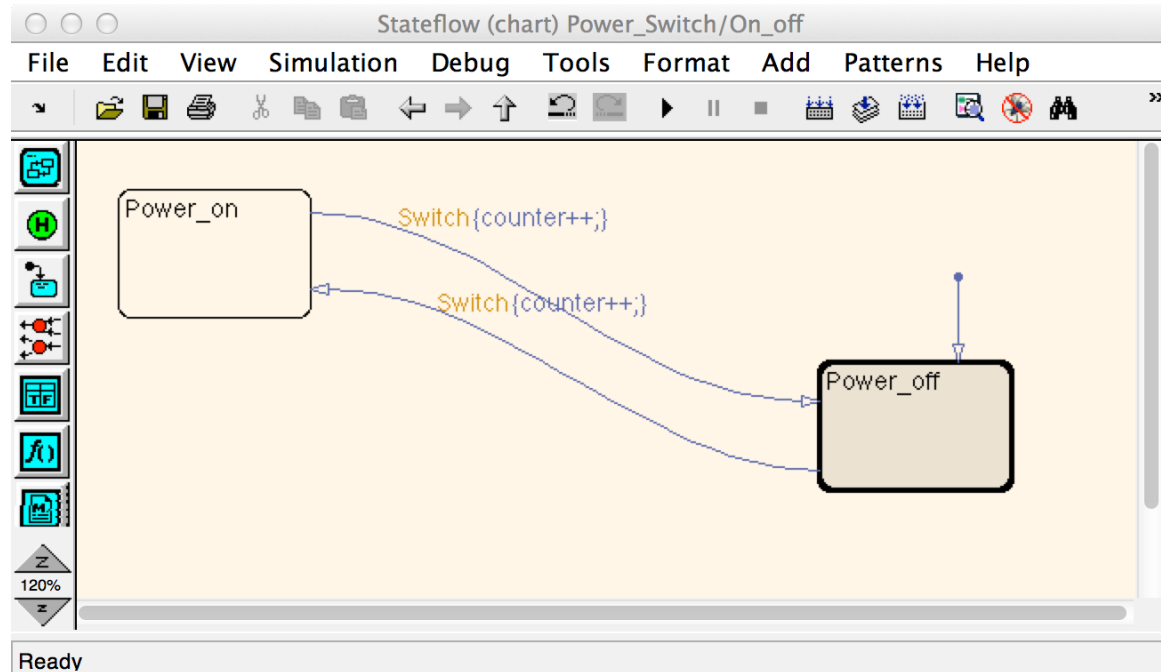 Stateflow (chart) Power_Switch/On_off
File Edit View Simulation Debug Tools Format Add Patterns Help
»
Power_on
Switch{counter++;}
H
Switch{counter++;}
Power_off
TF
f()
M
Z
120%
z
Ready